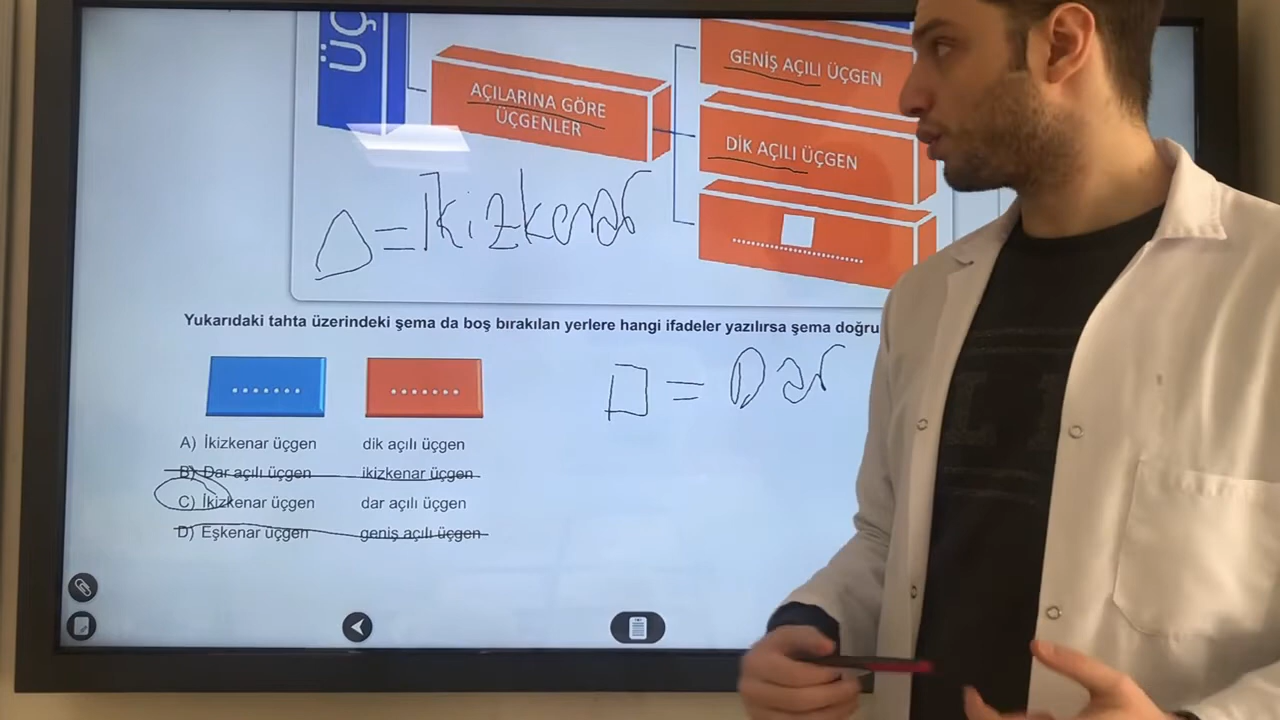 ÜÇ
AÇILARINA GÖRE
ÜÇGENLER
GENİŞ AÇILI ÜÇGEN
DİK AÇILI ÜÇGEN
....................
△ = İkizkenar
Yukarıdaki tahta üzerindeki şema da boş bırakılan yerlere hangi ifadeler yazılırsa şema doğru
□ = Dar
....... .......
A) İkizkenar üçgen dik açılı üçgen
B) Dar açılı üçgen ikizkenar üçgen
C) İkizkenar üçgen dar açılı üçgen
D) Eşkenar üçgen geniş açılı üçgen